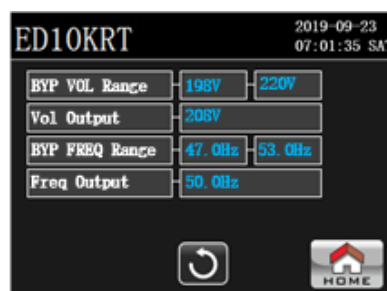 ED10KRT
2019-09-23
07:01:35 SAT
BYP VOL Range 198V 220V
Vol Output 208V
BYP FREQ Range 47.0Hz 53.0Hz
Freq Output 50.0Hz
HOME